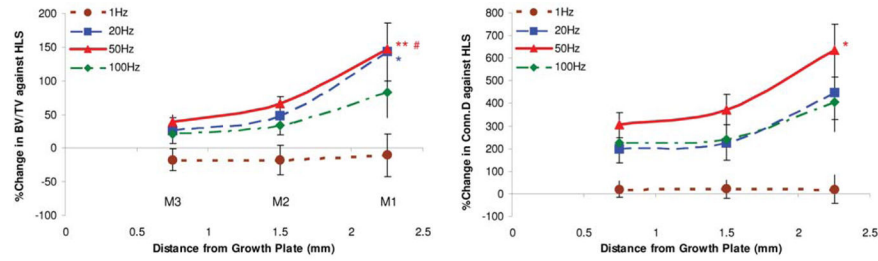 1Hz
20Hz
50Hz
100Hz
%Change in BV/TV against HLS
200
150
100
50
0
-50
-100
** #
*
M3 M2 M1
0 0.5 1 1.5 2 2.5
Distance from Growth Plate (mm)
1Hz
20Hz
50Hz
100Hz
%Change in Conn.D against HLS
800
700
600
500
400
300
200
100
0
-100
*
0 0.5 1 1.5 2 2.5
Distance from Growth Plate (mm)